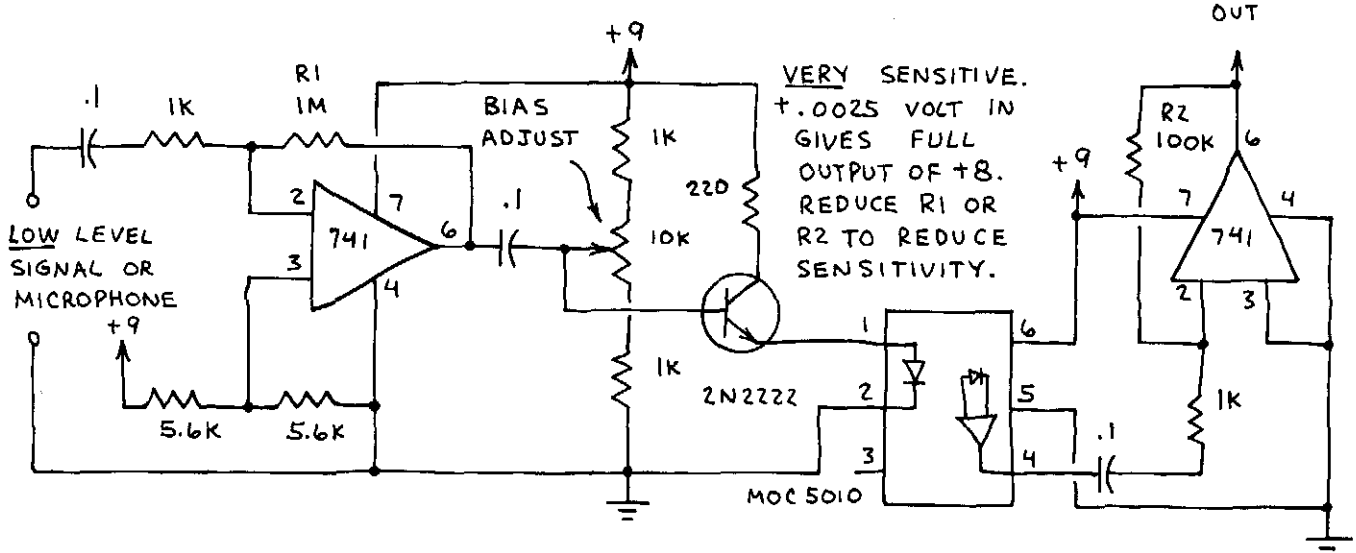 OUT
+9
.1
1K
R1
1M
BIAS
ADJUST
1K
VERY SENSITIVE.
+.0025 VOLT IN
GIVES FULL
OUTPUT OF +8.
REDUCE R1 OR
R2 TO REDUCE
SENSITIVITY.
R2
100K
6
+9
220
2
7
741
6
.1
10K
7
4
741
LOW LEVEL
SIGNAL OR
MICROPHONE
3
4
2
3
+9
1
6
1K
2N2222
2
5
1K
5.6K
5.6K
3
4
.1
MOC5010